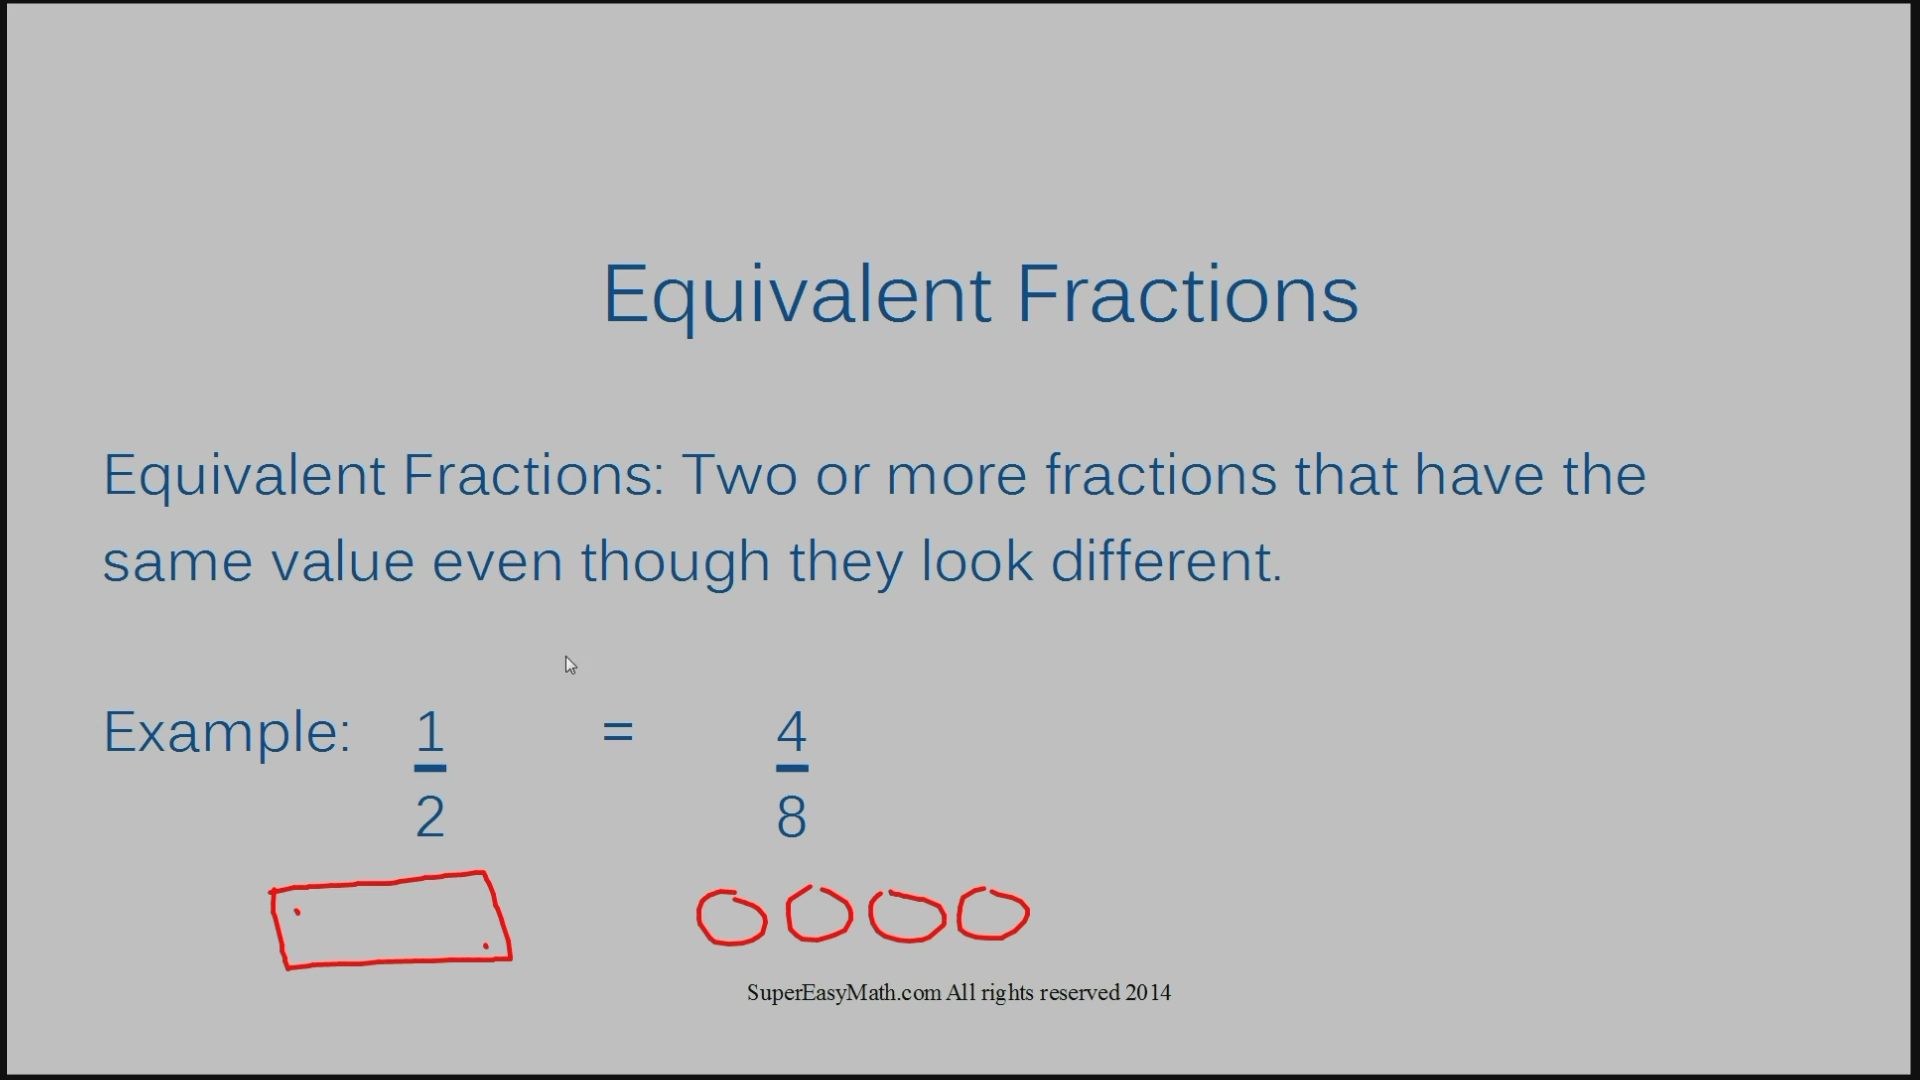 Equivalent Fractions
Equivalent Fractions: Two or more fractions that have the
same value even though they look different.
Example: 1 = 4
2 8
SuperEasyMath.com All rights reserved 2014